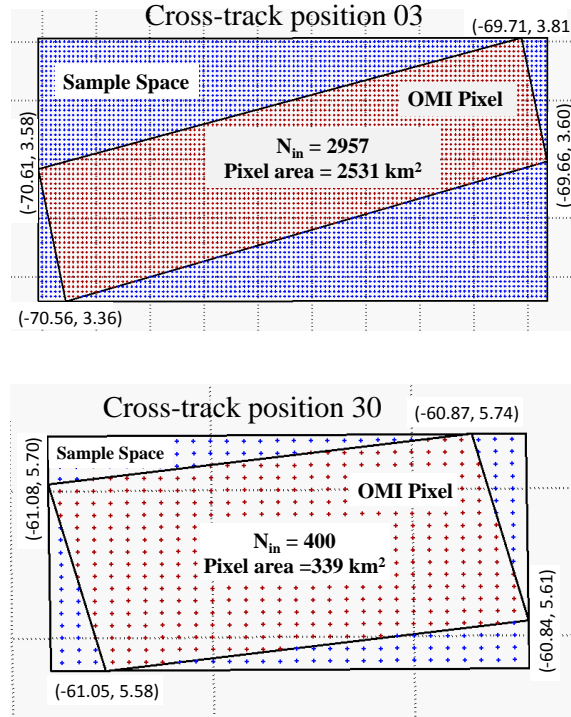 Cross-track position 03
(-69.71, 3.81)
Sample Space
OMI Pixel
N_in = 2957
Pixel area = 2531 km²
(-70.61, 3.58)
(-69.66, 3.60)
(-70.56, 3.36)
Cross-track position 30
(-60.87, 5.74)
Sample Space
OMI Pixel
(-61.08, 5.70)
N_in = 400
Pixel area =339 km²
(-60.84, 5.61)
(-61.05, 5.58)